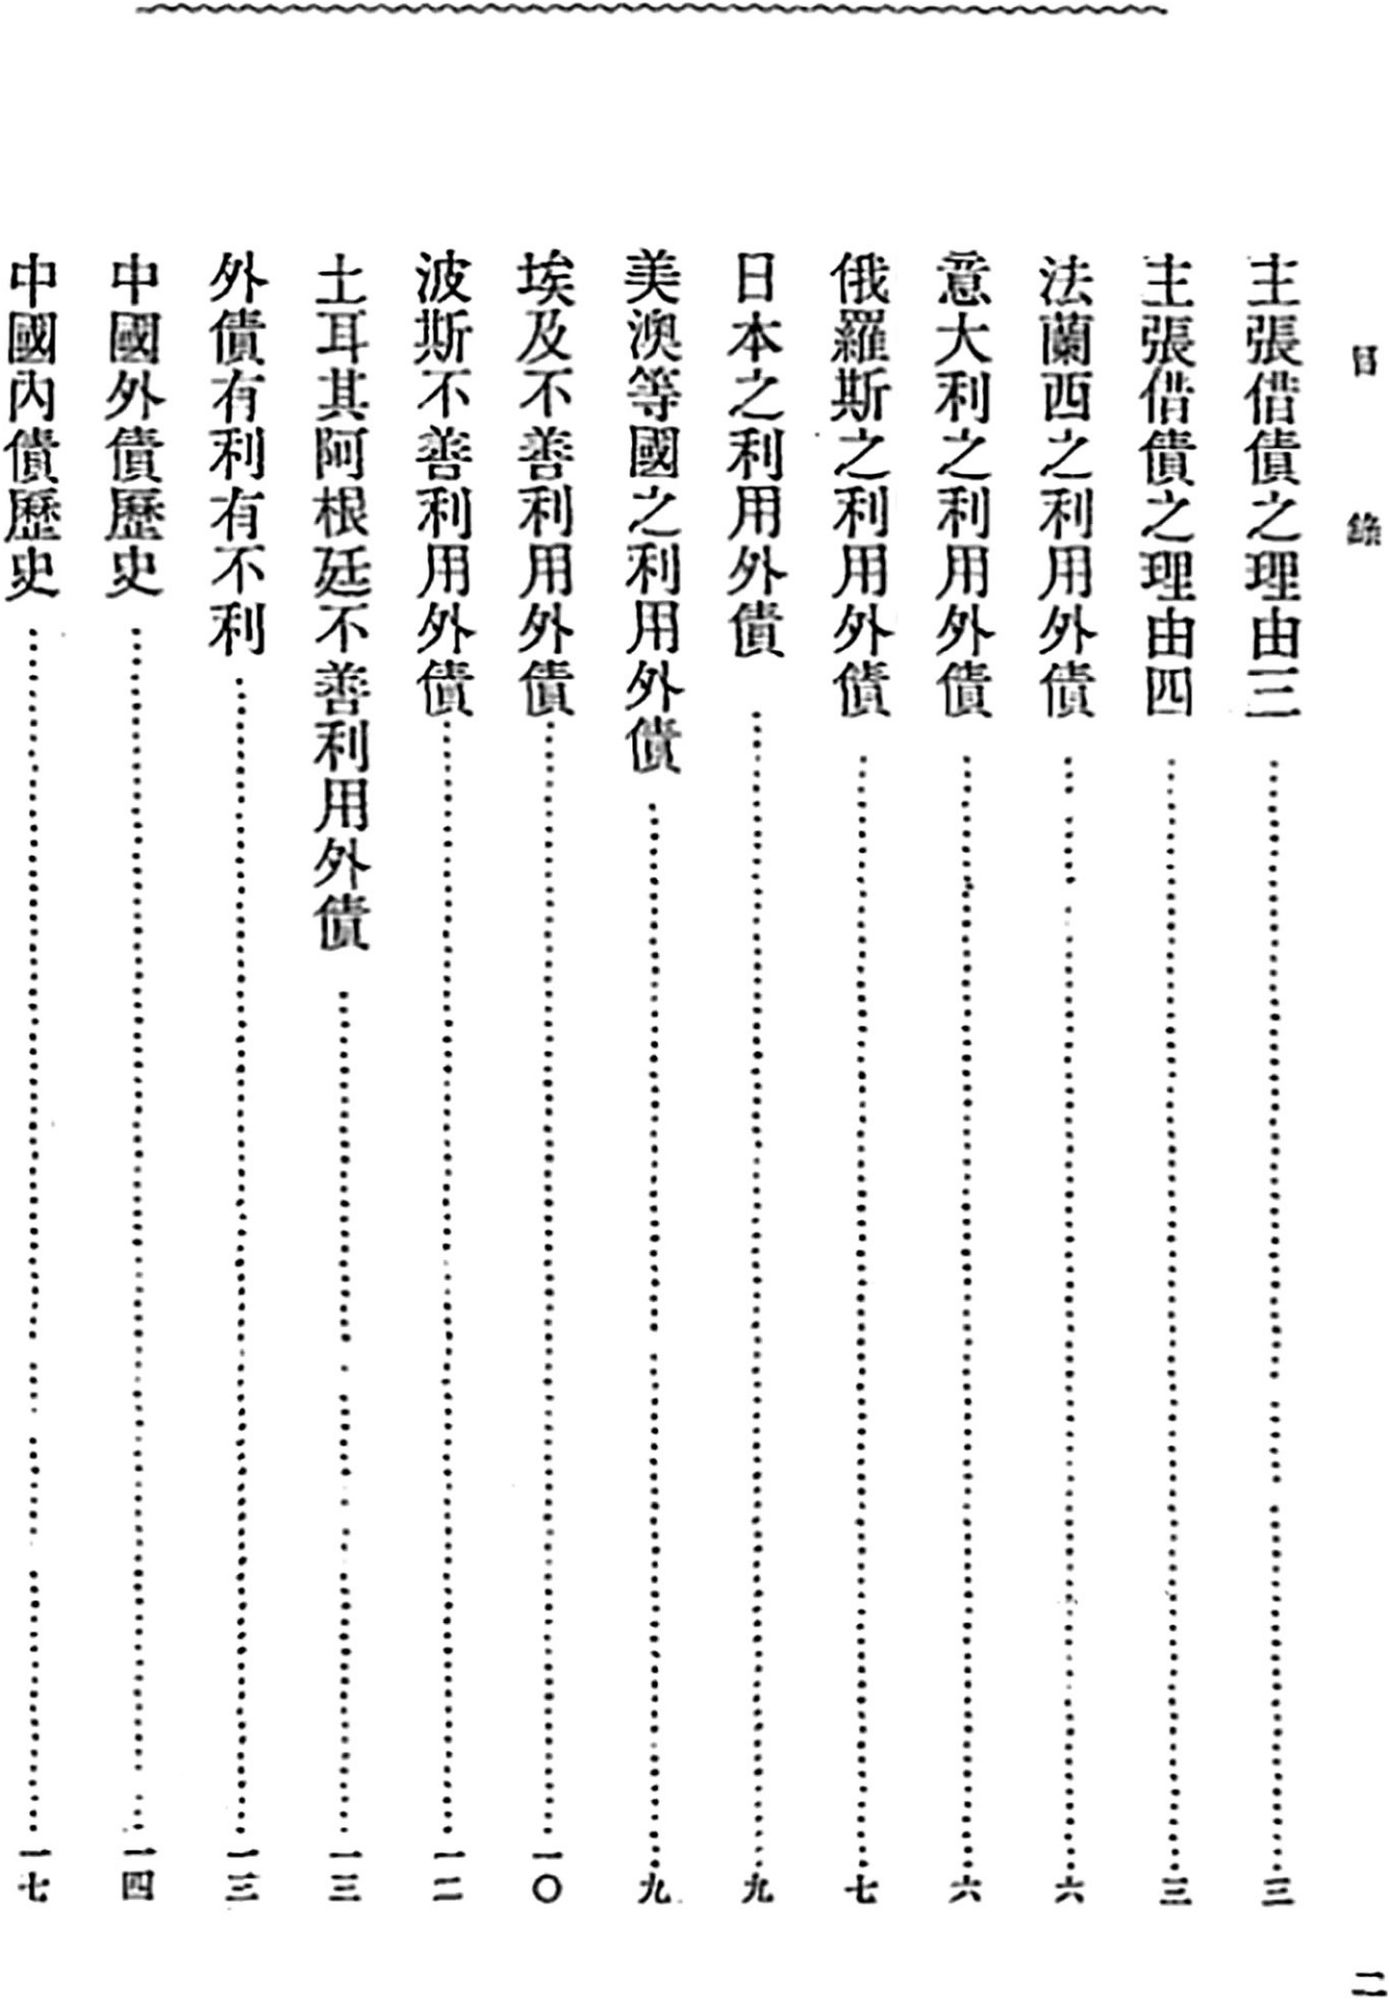 目錄
二
主張借債之理由三……三
主張借債之理由四……三
法蘭西之利用外債……六
意大利之利用外債……六
俄羅斯之利用外債……七
日本之利用外債……九
美澳等國之利用外債……九
埃及不善利用外債……一〇
波斯不善利用外債……一二
土耳其阿根廷不善利用外債……一三
外債有利有不利……一三
中國外債歷史……一四
中國內債歷史……一七